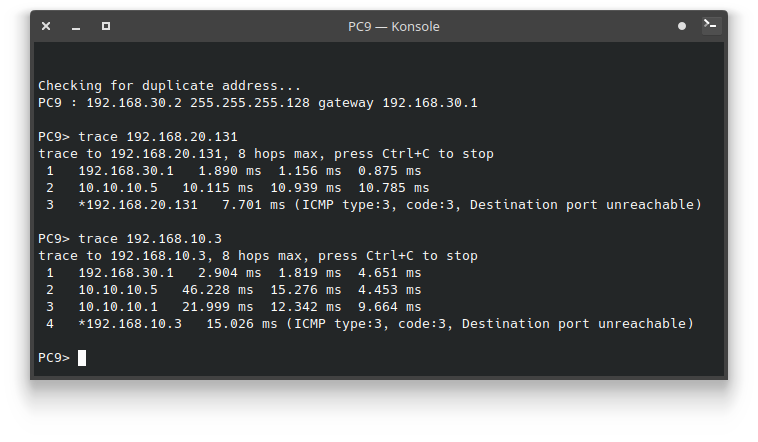 PC9 — Konsole
Checking for duplicate address...
PC9 : 192.168.30.2 255.255.255.128 gateway 192.168.30.1
PC9> trace 192.168.20.131
trace to 192.168.20.131, 8 hops max, press Ctrl+C to stop
1   192.168.30.1   1.890 ms  1.156 ms  0.875 ms
2   10.10.10.5   10.115 ms  10.939 ms  10.785 ms
3   *192.168.20.131   7.701 ms (ICMP type:3, code:3, Destination port unreachable)
PC9> trace 192.168.10.3
trace to 192.168.10.3, 8 hops max, press Ctrl+C to stop
1   192.168.30.1   2.904 ms  1.819 ms  4.651 ms
2   10.10.10.5   46.228 ms  15.276 ms  4.453 ms
3   10.10.10.1   21.999 ms  12.342 ms  9.664 ms
4   *192.168.10.3   15.026 ms (ICMP type:3, code:3, Destination port unreachable)
PC9>